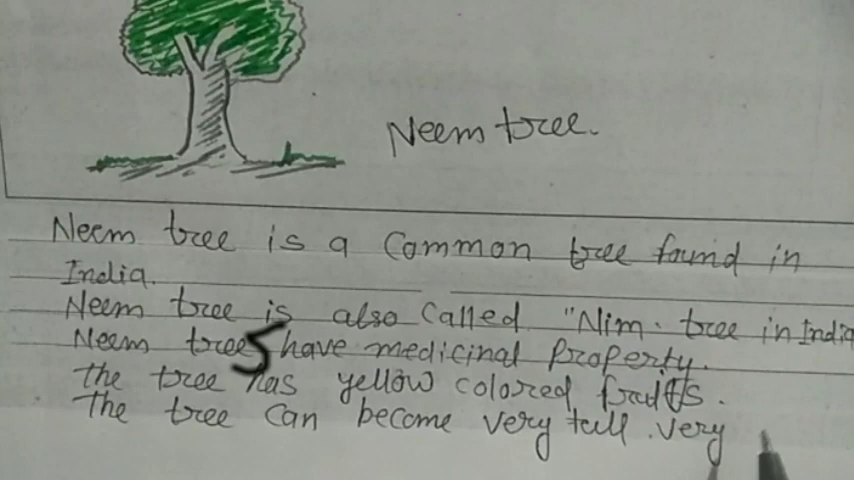 Neem tree.
Neem tree is a common tree found in
India.
Neem tree is also called "Nim. tree in India
Neem trees have medicinal property.
the tree has yellow colored fruits.
The tree can become very tall. very